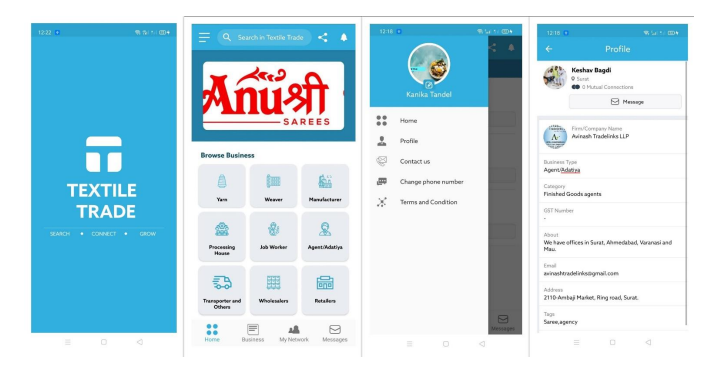 12:22
TEXTILE
TRADE
SEARCH • CONNECT • GROW
Search in Textile Trade
Anuश्री
SAREES
Browse Business
Yarn
Weaver
Manufacturer
Processing
House
Job Worker
Agent/Adatiya
Transporter and
Others
Wholesalers
Retailers
Home
Business
My Network
Messages
12:18
Kanika Tandel
Home
Profile
Contact us
Change phone number
Terms and Condition
Messages
12:18
Profile
Keshav Bagdi
Surat
0 Mutual Connections
Message
Firm/Company Name
Avinash Tradelinks LLP
Business Type
Agent/Adatiya
Category
Finished Goods agents
GST Number
-
About
We have offices in Surat, Ahmedabad, Varanasi and
Mau.
Email
avinashtradelinks@gmail.com
Address
2110-Ambaji Market, Ring road, Surat.
Tags
Saree,agency